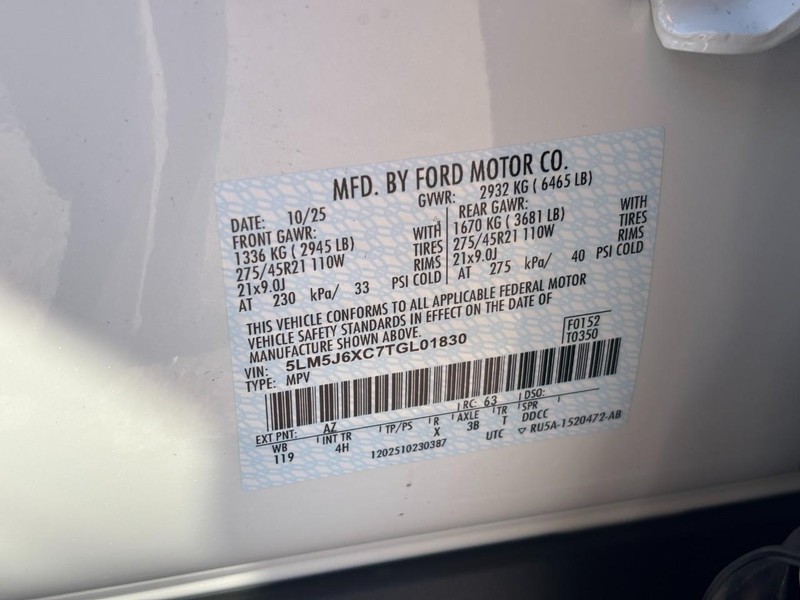 MFD. BY FORD MOTOR CO.
DATE: 10/25 GVWR: 2932 KG ( 6465 LB)
FRONT GAWR: REAR GAWR:
1336 KG ( 2945 LB) WITH 1670 KG ( 3681 LB) WITH
275/45R21 110W TIRES 275/45R21 110W TIRES
21x9.0J RIMS 21x9.0J RIMS
AT 230 kPa/ 33 PSI COLD AT 275 kPa/ 40 PSI COLD
THIS VEHICLE CONFORMS TO ALL APPLICABLE FEDERAL MOTOR
VEHICLE SAFETY STANDARDS IN EFFECT ON THE DATE OF
MANUFACTURE SHOWN ABOVE.
VIN: 5LM5J6XC7TGL01830 F0152
TYPE: MPV T0350
EXT PNT: AZ RC: 63 DSO:
WB INT TR TP/PS R AXLE TR SPR
119 4H X 3B T DDCC
1202510230387 UTC ▽ RU5A-1520472-AB